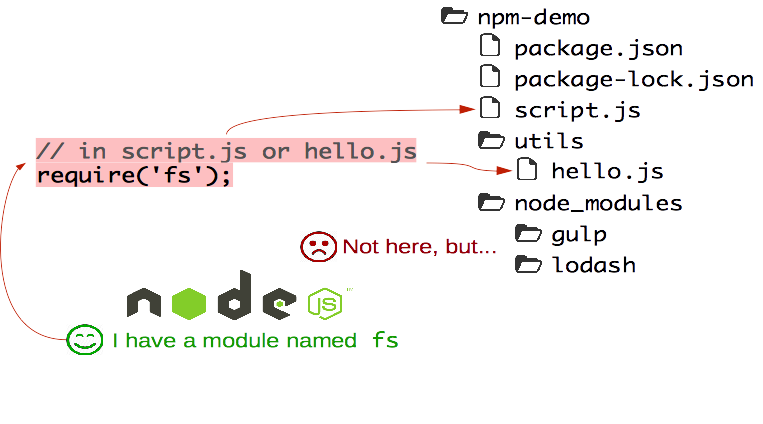 npm-demo
package.json
package-lock.json
script.js
utils
hello.js
node_modules
gulp
lodash
// in script.js or hello.js
require('fs');
Not here, but...
node
JS ™
I have a module named fs